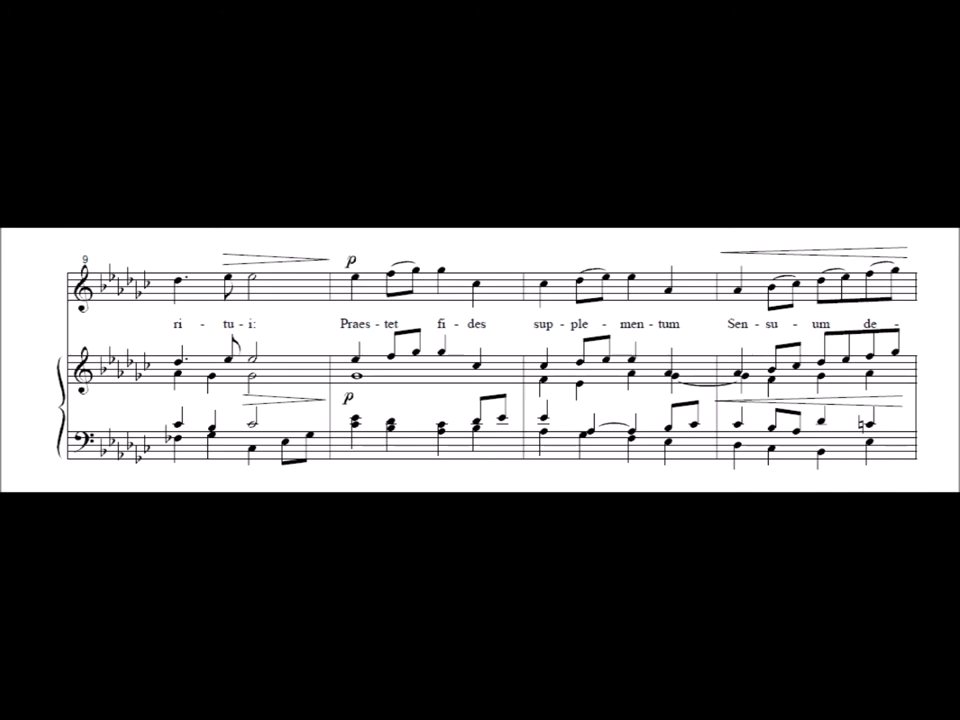 9
p
ri - tu - i: Praes - tet fi - des sup - ple - men - tum Sen - su - um de -
p